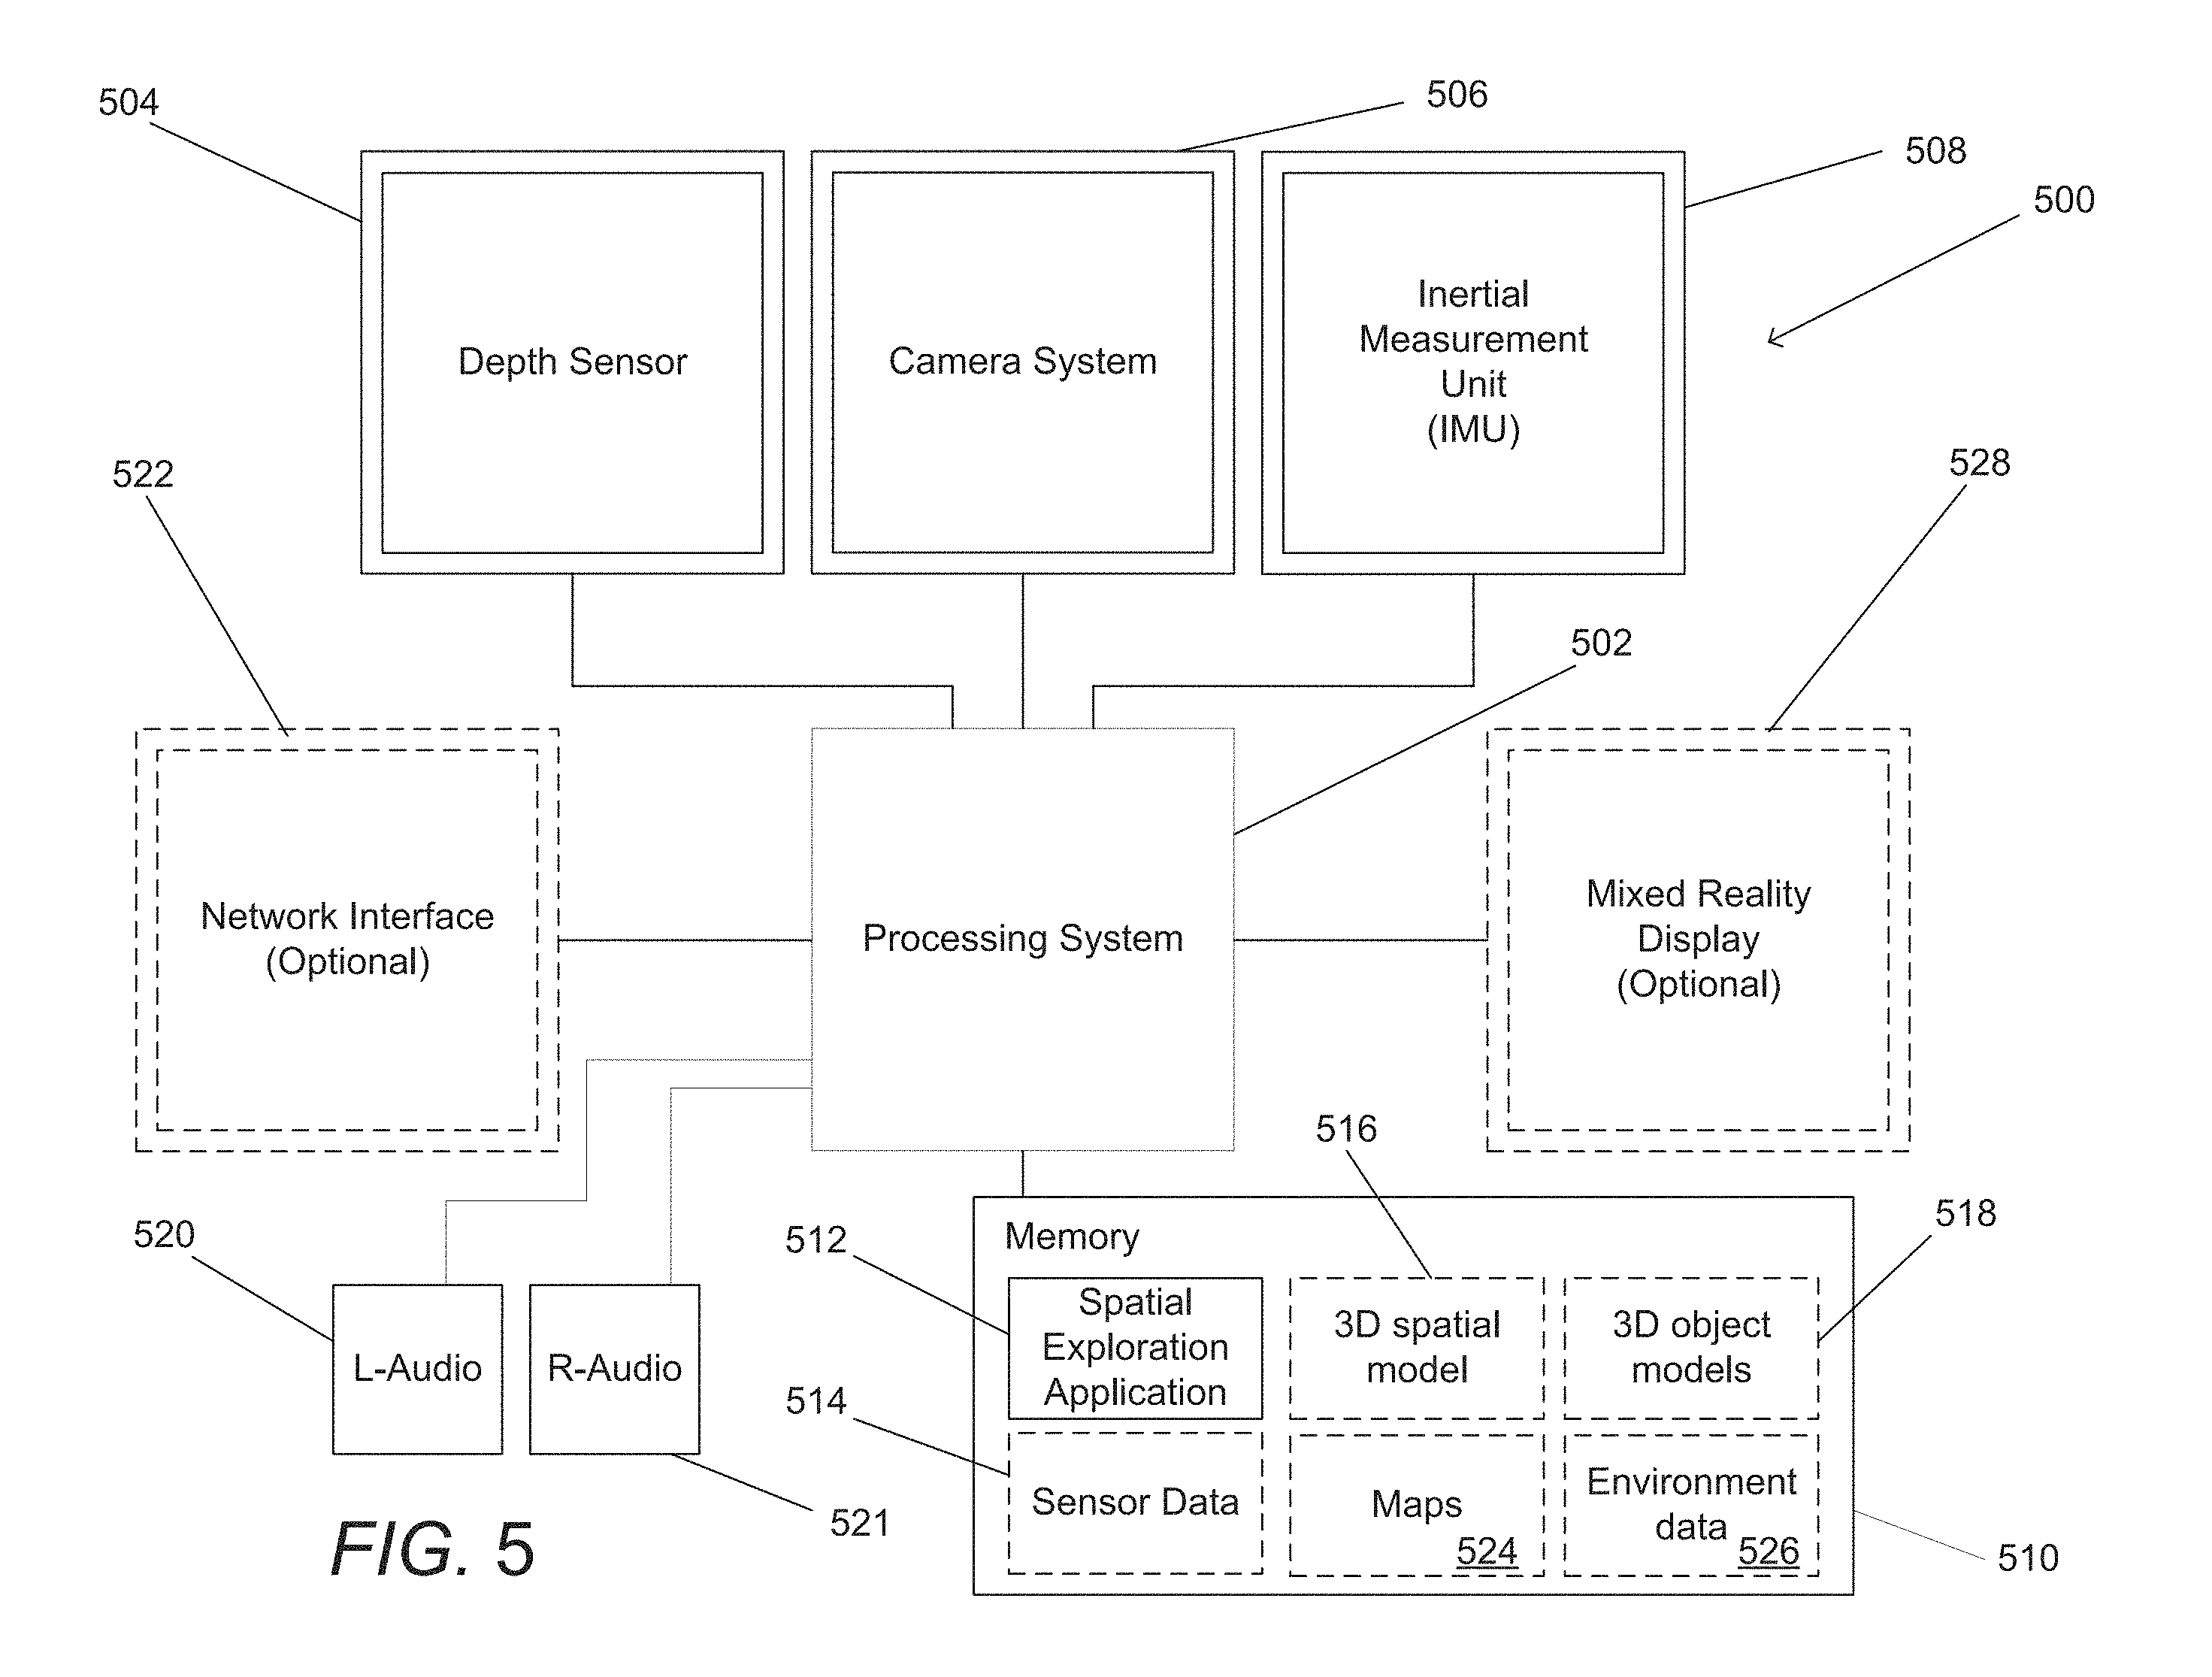 504
506
508
500
Depth Sensor
Camera System
Inertial
Measurement
Unit
(IMU)
522
528
502
Network Interface
(Optional)
Processing System
Mixed Reality
Display
(Optional)
516
520
512
518
Memory
Spatial
Exploration
Application
3D spatial
model
3D object
models
L-Audio
R-Audio
514
Sensor Data
Maps
524
Environment
data
526
521
510
FIG. 5